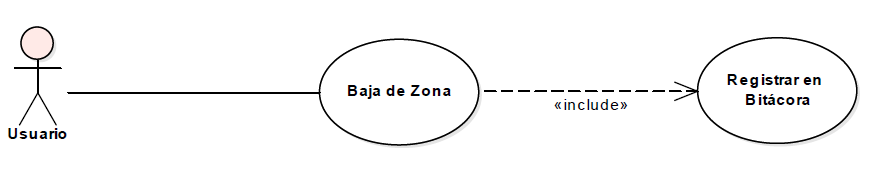 Usuario
Baja de Zona
«include»
Registrar en
Bitácora